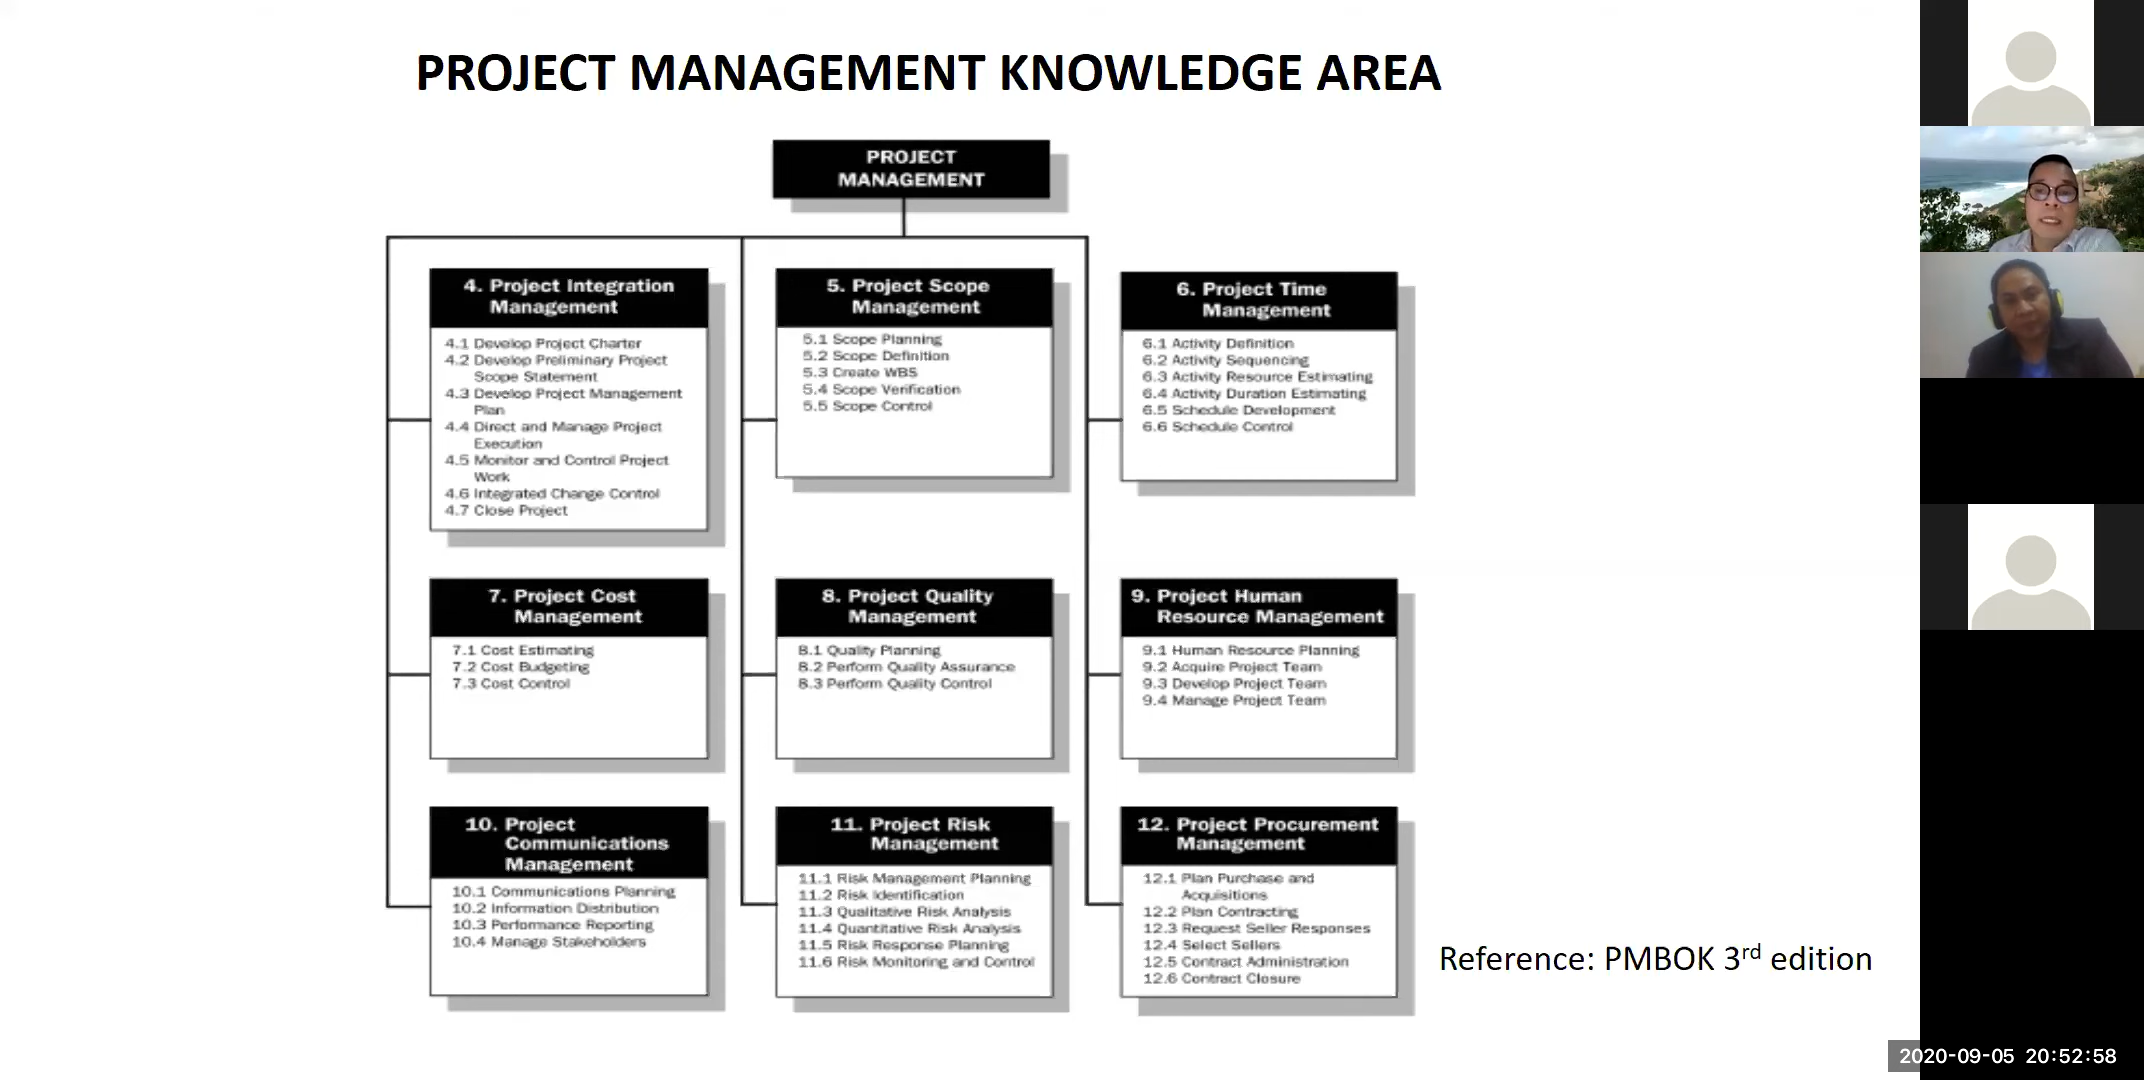 PROJECT MANAGEMENT KNOWLEDGE AREA
PROJECT
MANAGEMENT
4. Project Integration
Management
4.1 Develop Project Charter
4.2 Develop Preliminary Project
Scope Statement
4.3 Develop Project Management
Plan
4.4 Direct and Manage Project
Execution
4.5 Monitor and Control Project
Work
4.6 Integrated Change Control
4.7 Close Project
5. Project Scope
Management
5.1 Scope Planning
5.2 Scope Definition
5.3 Create WBS
5.4 Scope Verification
5.5 Scope Control
6. Project Time
Management
6.1 Activity Definition
6.2 Activity Sequencing
6.3 Activity Resource Estimating
6.4 Activity Duration Estimating
6.5 Schedule Development
6.6 Schedule Control
7. Project Cost
Management
7.1 Cost Estimating
7.2 Cost Budgeting
7.3 Cost Control
8. Project Quality
Management
8.1 Quality Planning
8.2 Perform Quality Assurance
8.3 Perform Quality Control
9. Project Human
Resource Management
9.1 Human Resource Planning
9.2 Acquire Project Team
9.3 Develop Project Team
9.4 Manage Project Team
10. Project
Communications
Management
10.1 Communications Planning
10.2 Information Distribution
10.3 Performance Reporting
10.4 Manage Stakeholders
11. Project Risk
Management
11.1 Risk Management Planning
11.2 Risk Identification
11.3 Qualitative Risk Analysis
11.4 Quantitative Risk Analysis
11.5 Risk Response Planning
11.6 Risk Monitoring and Control
12. Project Procurement
Management
12.1 Plan Purchase and
Acquisitions
12.2 Plan Contracting
12.3 Request Seller Responses
12.4 Select Sellers
12.5 Contract Administration
12.6 Contract Closure
Reference: PMBOK 3rd edition
2020-09-05 20:52:58